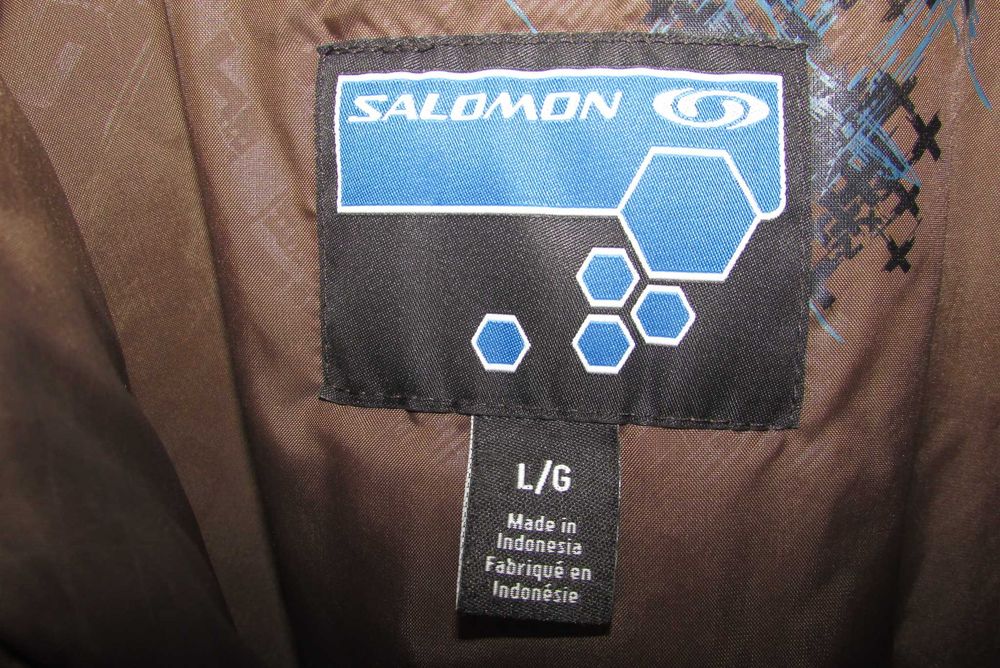 SALOMON
L/G
Made in
Indonesia
Fabriqué en
Indonésie